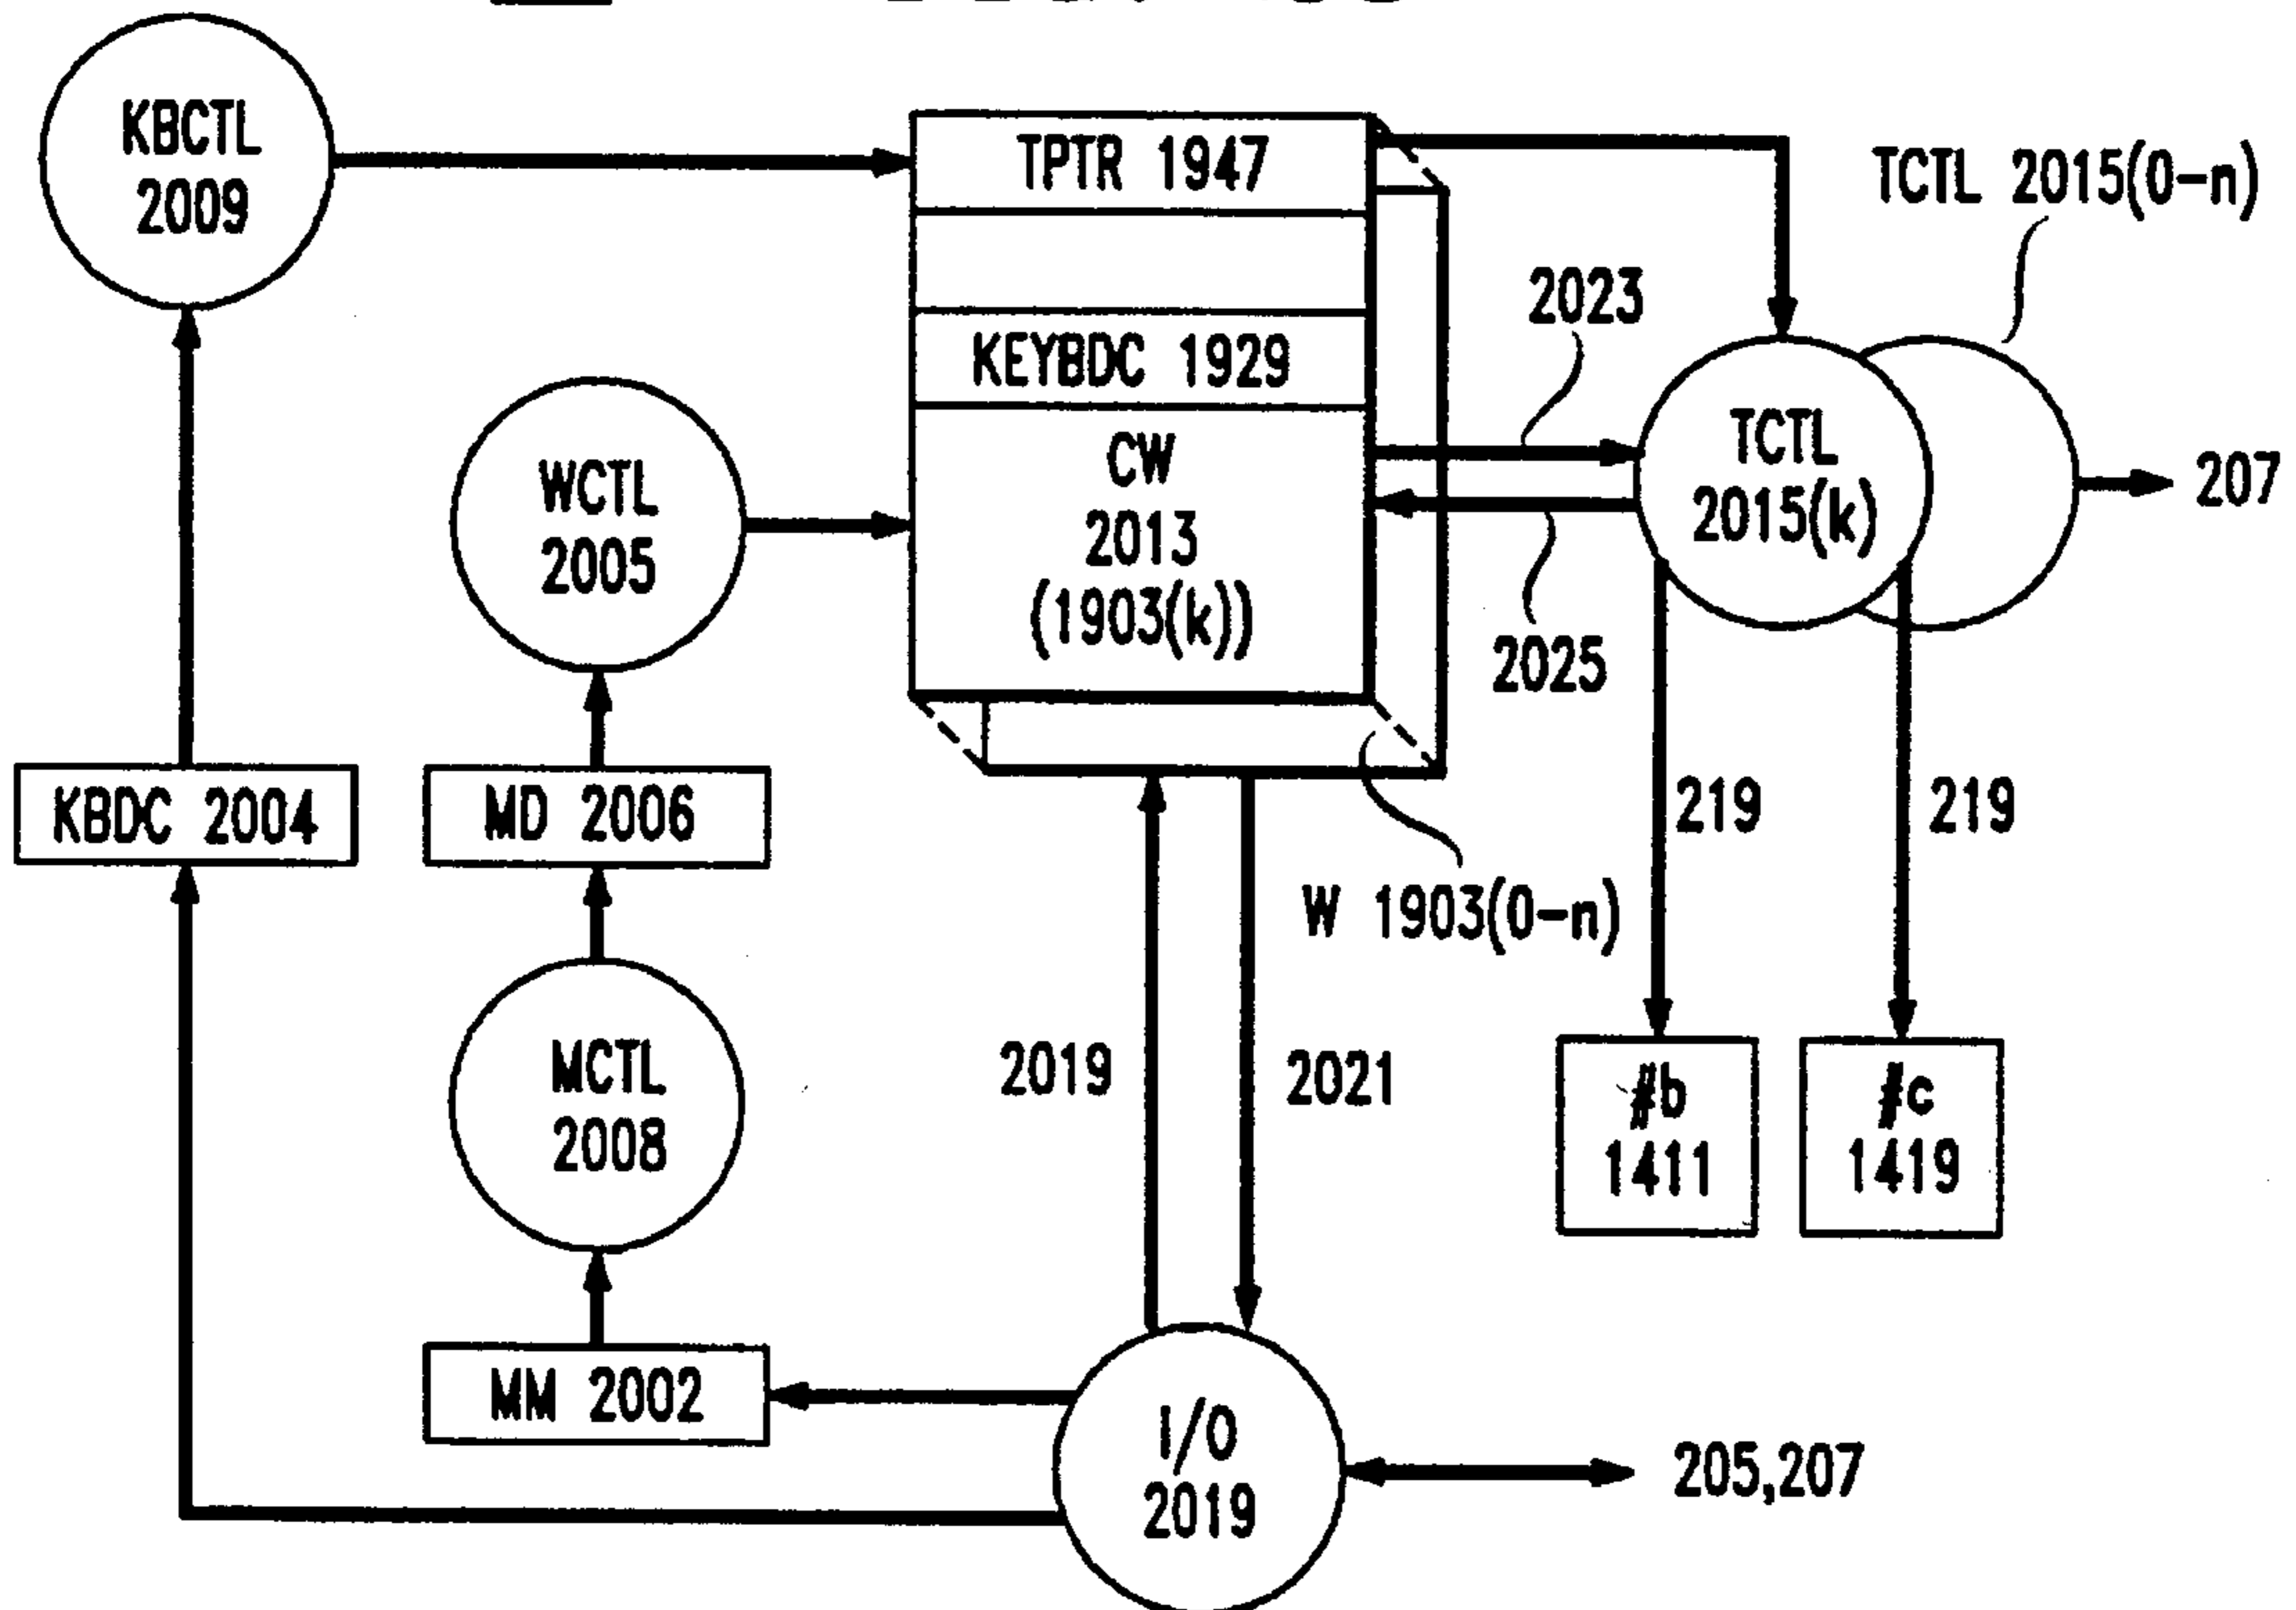 KBCTL
2009
TPTR 1947
TCTL 2015(0-n)
2023
KEYBDC 1929
WCTL
2005
CW
2013
(1903(k))
TCTL
2015(k)
207
2025
KBDC 2004
MD 2006
219
219
W 1903(0-n)
MCTL
2008
2019
2021
#b
1411
#c
1419
MM 2002
I/O
2019
205,207